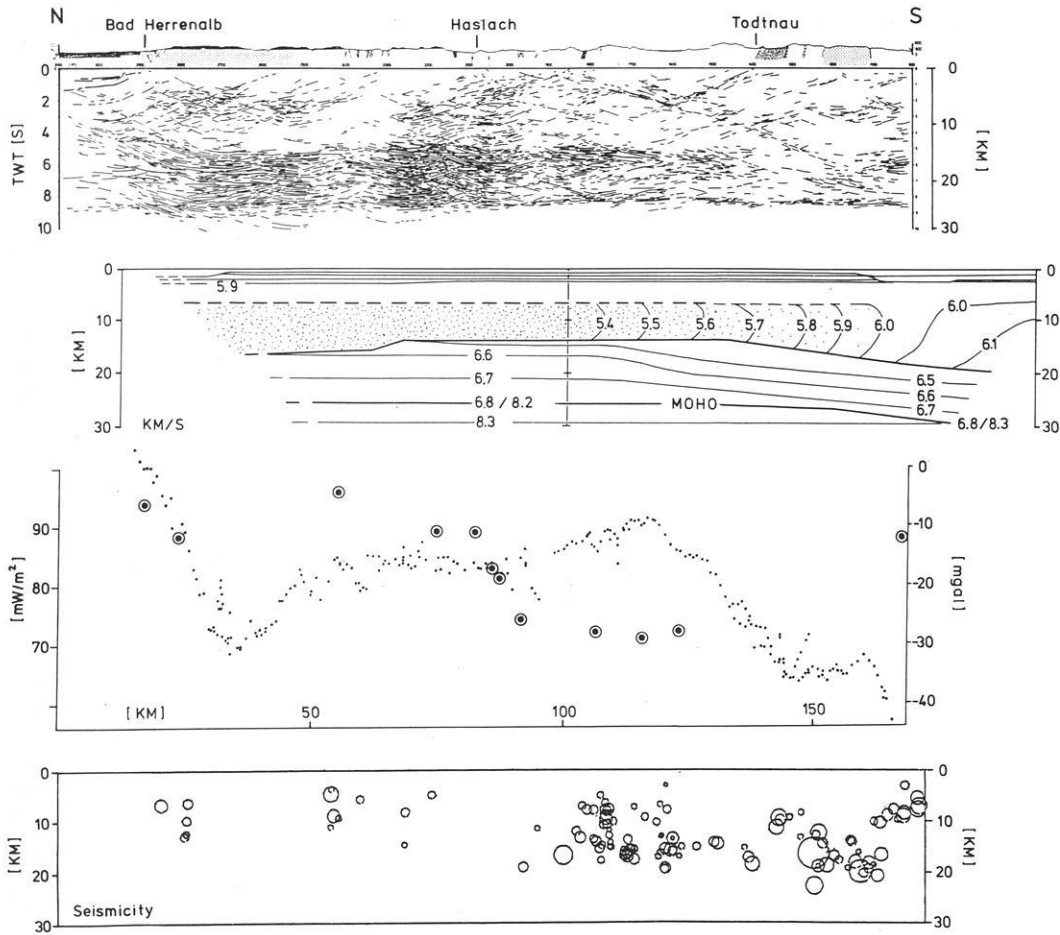 N S
Bad Herrenalb Haslach Todtnau
0 0
2
4 10
TWT [S] [KM]
6
20
8
10 30
0 0
5.9
10 5.4 5.5 5.6 5.7 5.8 5.9 6.0 6.0 10
6.1
[KM] [KM]
6.6
20 6.5 20
6.7 6.6
6.8 / 8.2 MOHO 6.7
30 KM/S 8.3 6.8/8.3 30
0
90 -10
[mW/m²] [mgal]
80 -20
70 -30
-40
[KM] 50 100 150
0 0
10 10
[KM] [KM]
20 20
Seismicity
30 30